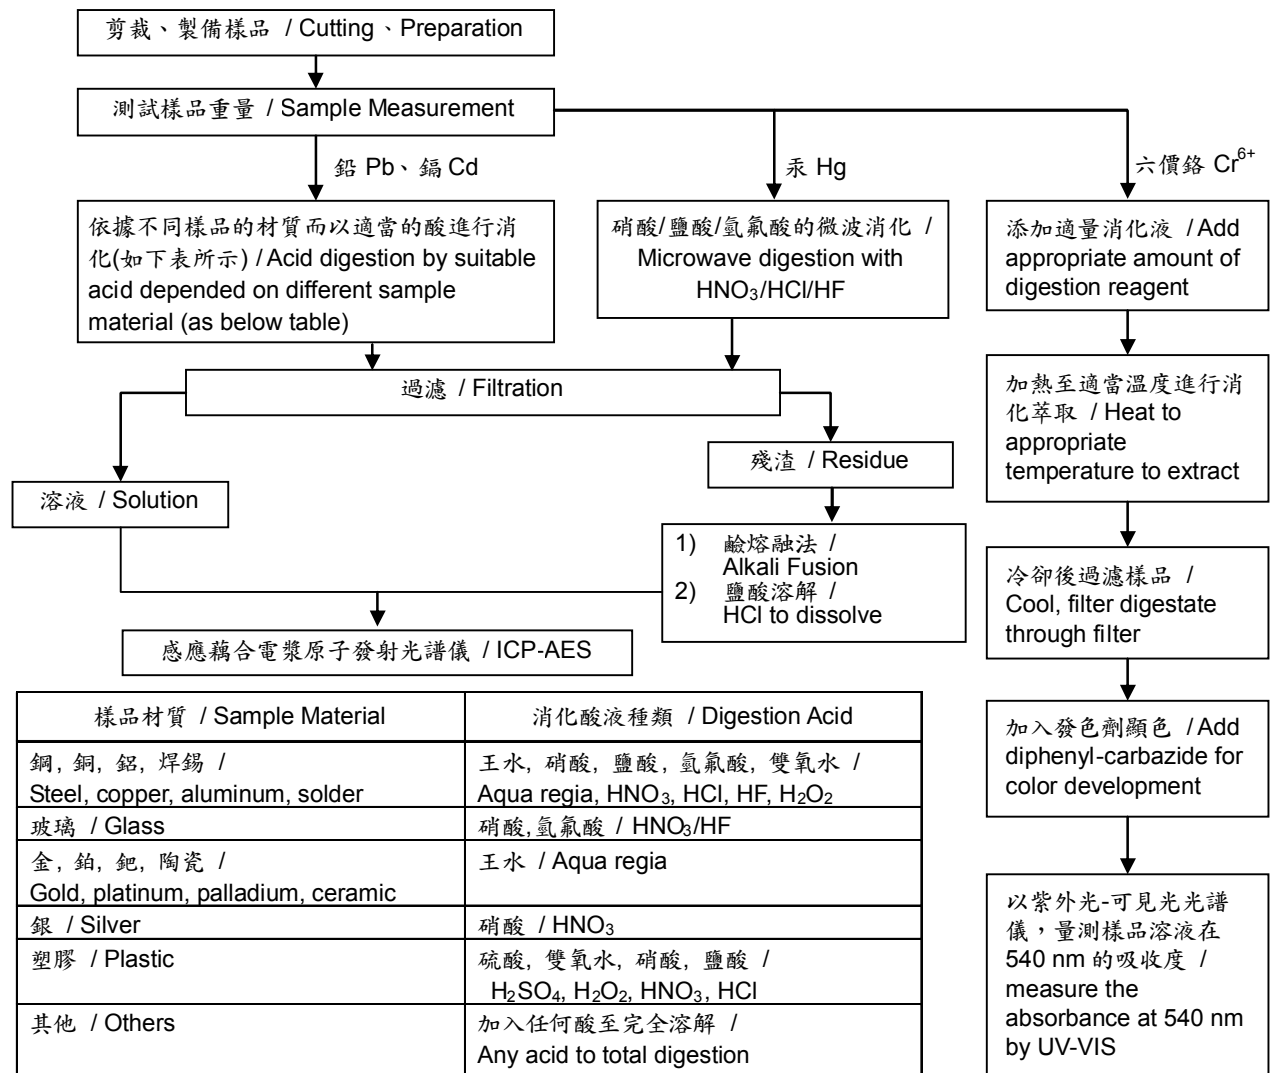 剪裁、製備樣品 / Cutting、Preparation
測試樣品重量 / Sample Measurement
鉛 Pb、鎘 Cd
汞 Hg
六價鉻 Cr6+
依據不同樣品的材質而以適當的酸進行消
化(如下表所示) / Acid digestion by suitable
acid depended on different sample
material (as below table)
硝酸/鹽酸/氫氟酸的微波消化 /
Microwave digestion with
HNO3/HCl/HF
添加適量消化液 / Add
appropriate amount of
digestion reagent
過濾 / Filtration
加熱至適當溫度進行消
化萃取 / Heat to
appropriate
temperature to extract
溶液 / Solution
殘渣 / Residue
1) 鹼熔融法 /
Alkali Fusion
2) 鹽酸溶解 /
HCl to dissolve
冷卻後過濾樣品 /
Cool, filter digestate
through filter
感應藕合電漿原子發射光譜儀 / ICP-AES
加入發色劑顯色 / Add
diphenyl-carbazide for
color development
以紫外光-可見光光譜
儀，量測樣品溶液在
540 nm 的吸收度 /
measure the
absorbance at 540 nm
by UV-VIS
樣品材質 / Sample Material
消化酸液種類 / Digestion Acid
鋼, 銅, 鋁, 焊錫 /
Steel, copper, aluminum, solder
王水, 硝酸, 鹽酸, 氫氟酸, 雙氧水 /
Aqua regia, HNO3, HCl, HF, H2O2
玻璃 / Glass
硝酸,氫氟酸 / HNO3/HF
金, 鉑, 鈀, 陶瓷 /
Gold, platinum, palladium, ceramic
王水 / Aqua regia
銀 / Silver
硝酸 / HNO3
塑膠 / Plastic
硫酸, 雙氧水, 硝酸, 鹽酸 /
H2SO4, H2O2, HNO3, HCl
其他 / Others
加入任何酸至完全溶解 /
Any acid to total digestion